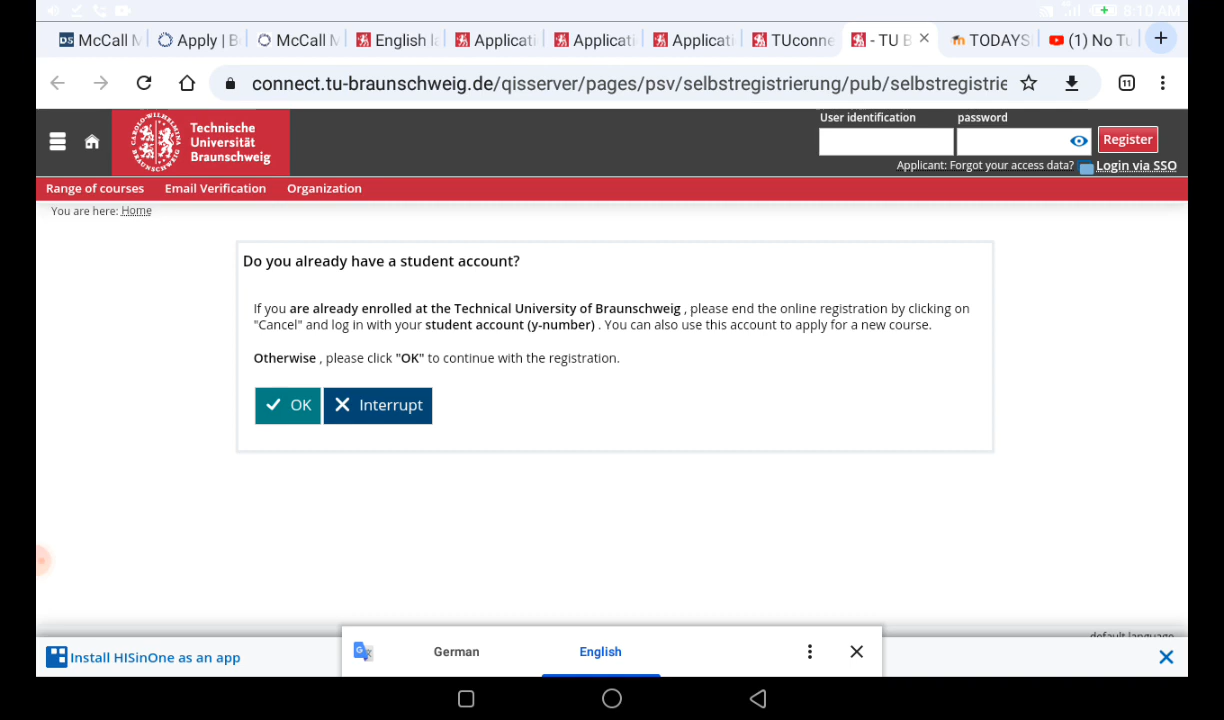 8:10 AM
DS McCall M
Apply | B
McCall M
English la
Applicati
Applicati
Applicati
TUconne
- TU B
TODAYS
(1) No Tu
connect.tu-braunschweig.de/qisserver/pages/psv/selbstregistrierung/pub/selbstregistrie
11
Technische
Universität
Braunschweig
User identification
password
Register
Applicant: Forgot your access data?
Login via SSO
Range of courses
Email Verification
Organization
You are here: Home
Do you already have a student account?
If you are already enrolled at the Technical University of Braunschweig , please end the online registration by clicking on
"Cancel" and log in with your student account (y-number) . You can also use this account to apply for a new course.
Otherwise , please click "OK" to continue with the registration.
OK
Interrupt
default language
Install HISinOne as an app
German
English